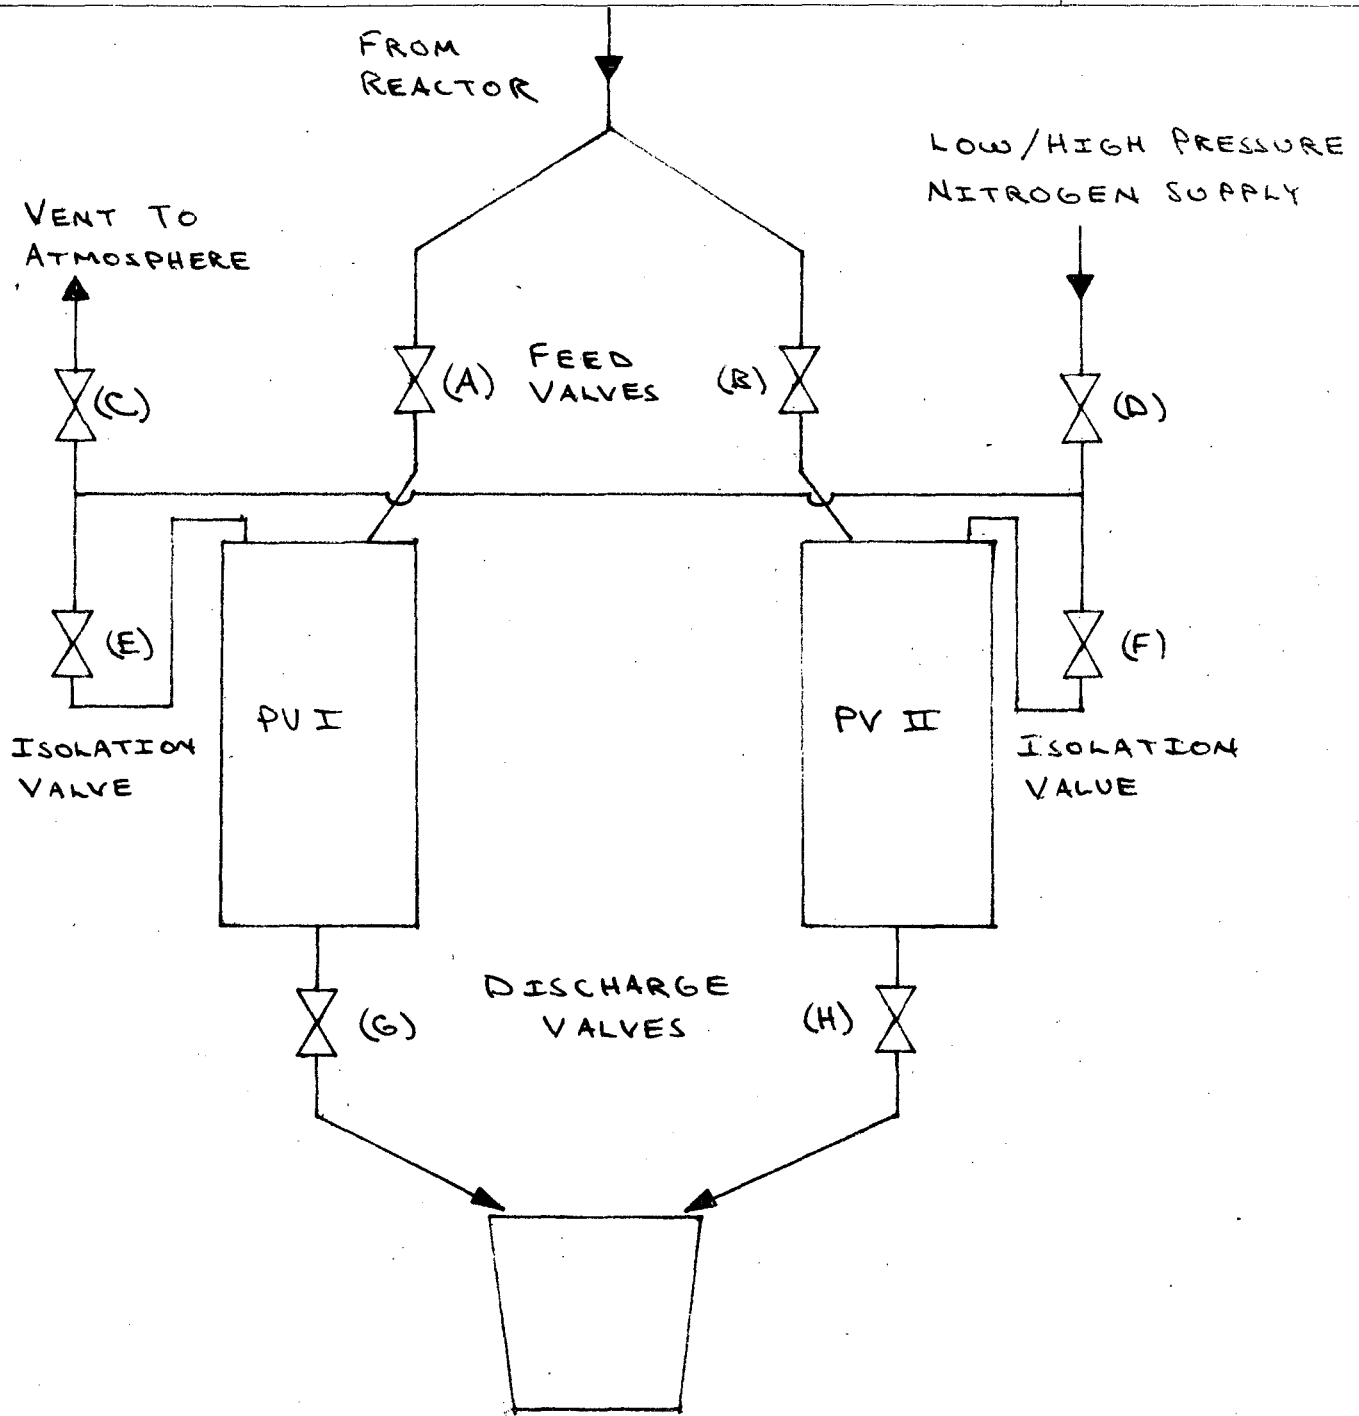 FROM
REACTOR
LOW/HIGH PRESSURE
NITROGEN SUPPLY
VENT TO
ATMOSPHERE
FEED
VALVES
(A)
(B)
(C)
(D)
(E)
(F)
PV I
PV II
ISOLATION
VALVE
ISOLATION
VALVE
DISCHARGE
VALVES
(G)
(H)